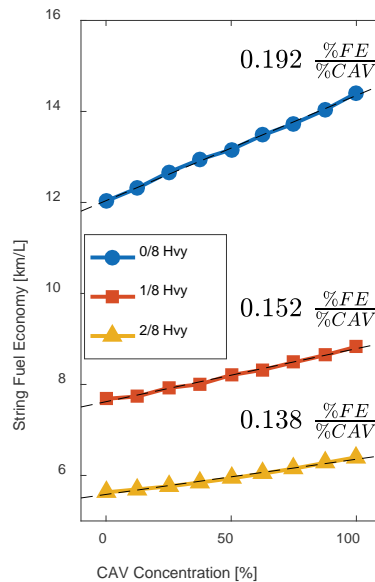 0.192 %FE/%CAV
16
14
12
0/8 Hvy
1/8 Hvy
2/8 Hvy
0.152 %FE/%CAV
8
0.138 %FE/%CAV
6
0
50
100
String Fuel Economy [km/L]
CAV Concentration [%]